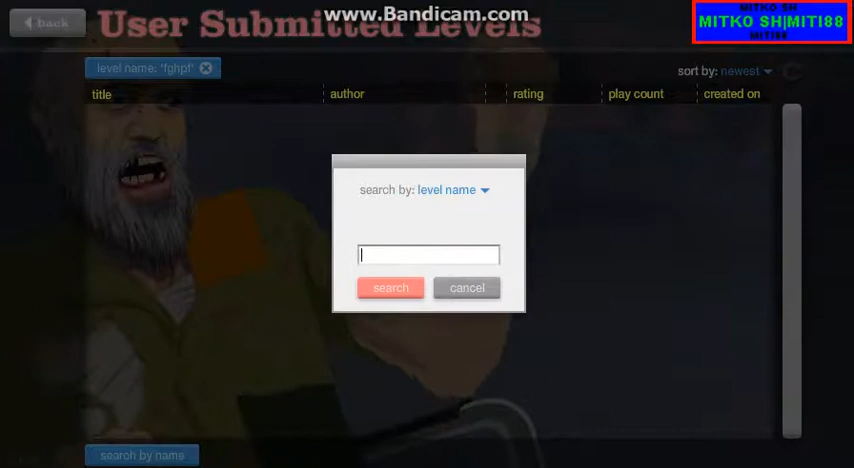 www.Bandicam.com
back
User Submitted Levels
MITKO SH
MITKO SH|MITI88
MITI88
level name: 'fghpf'
sort by: newest
title author rating play count created on
search by: level name
search cancel
search by name